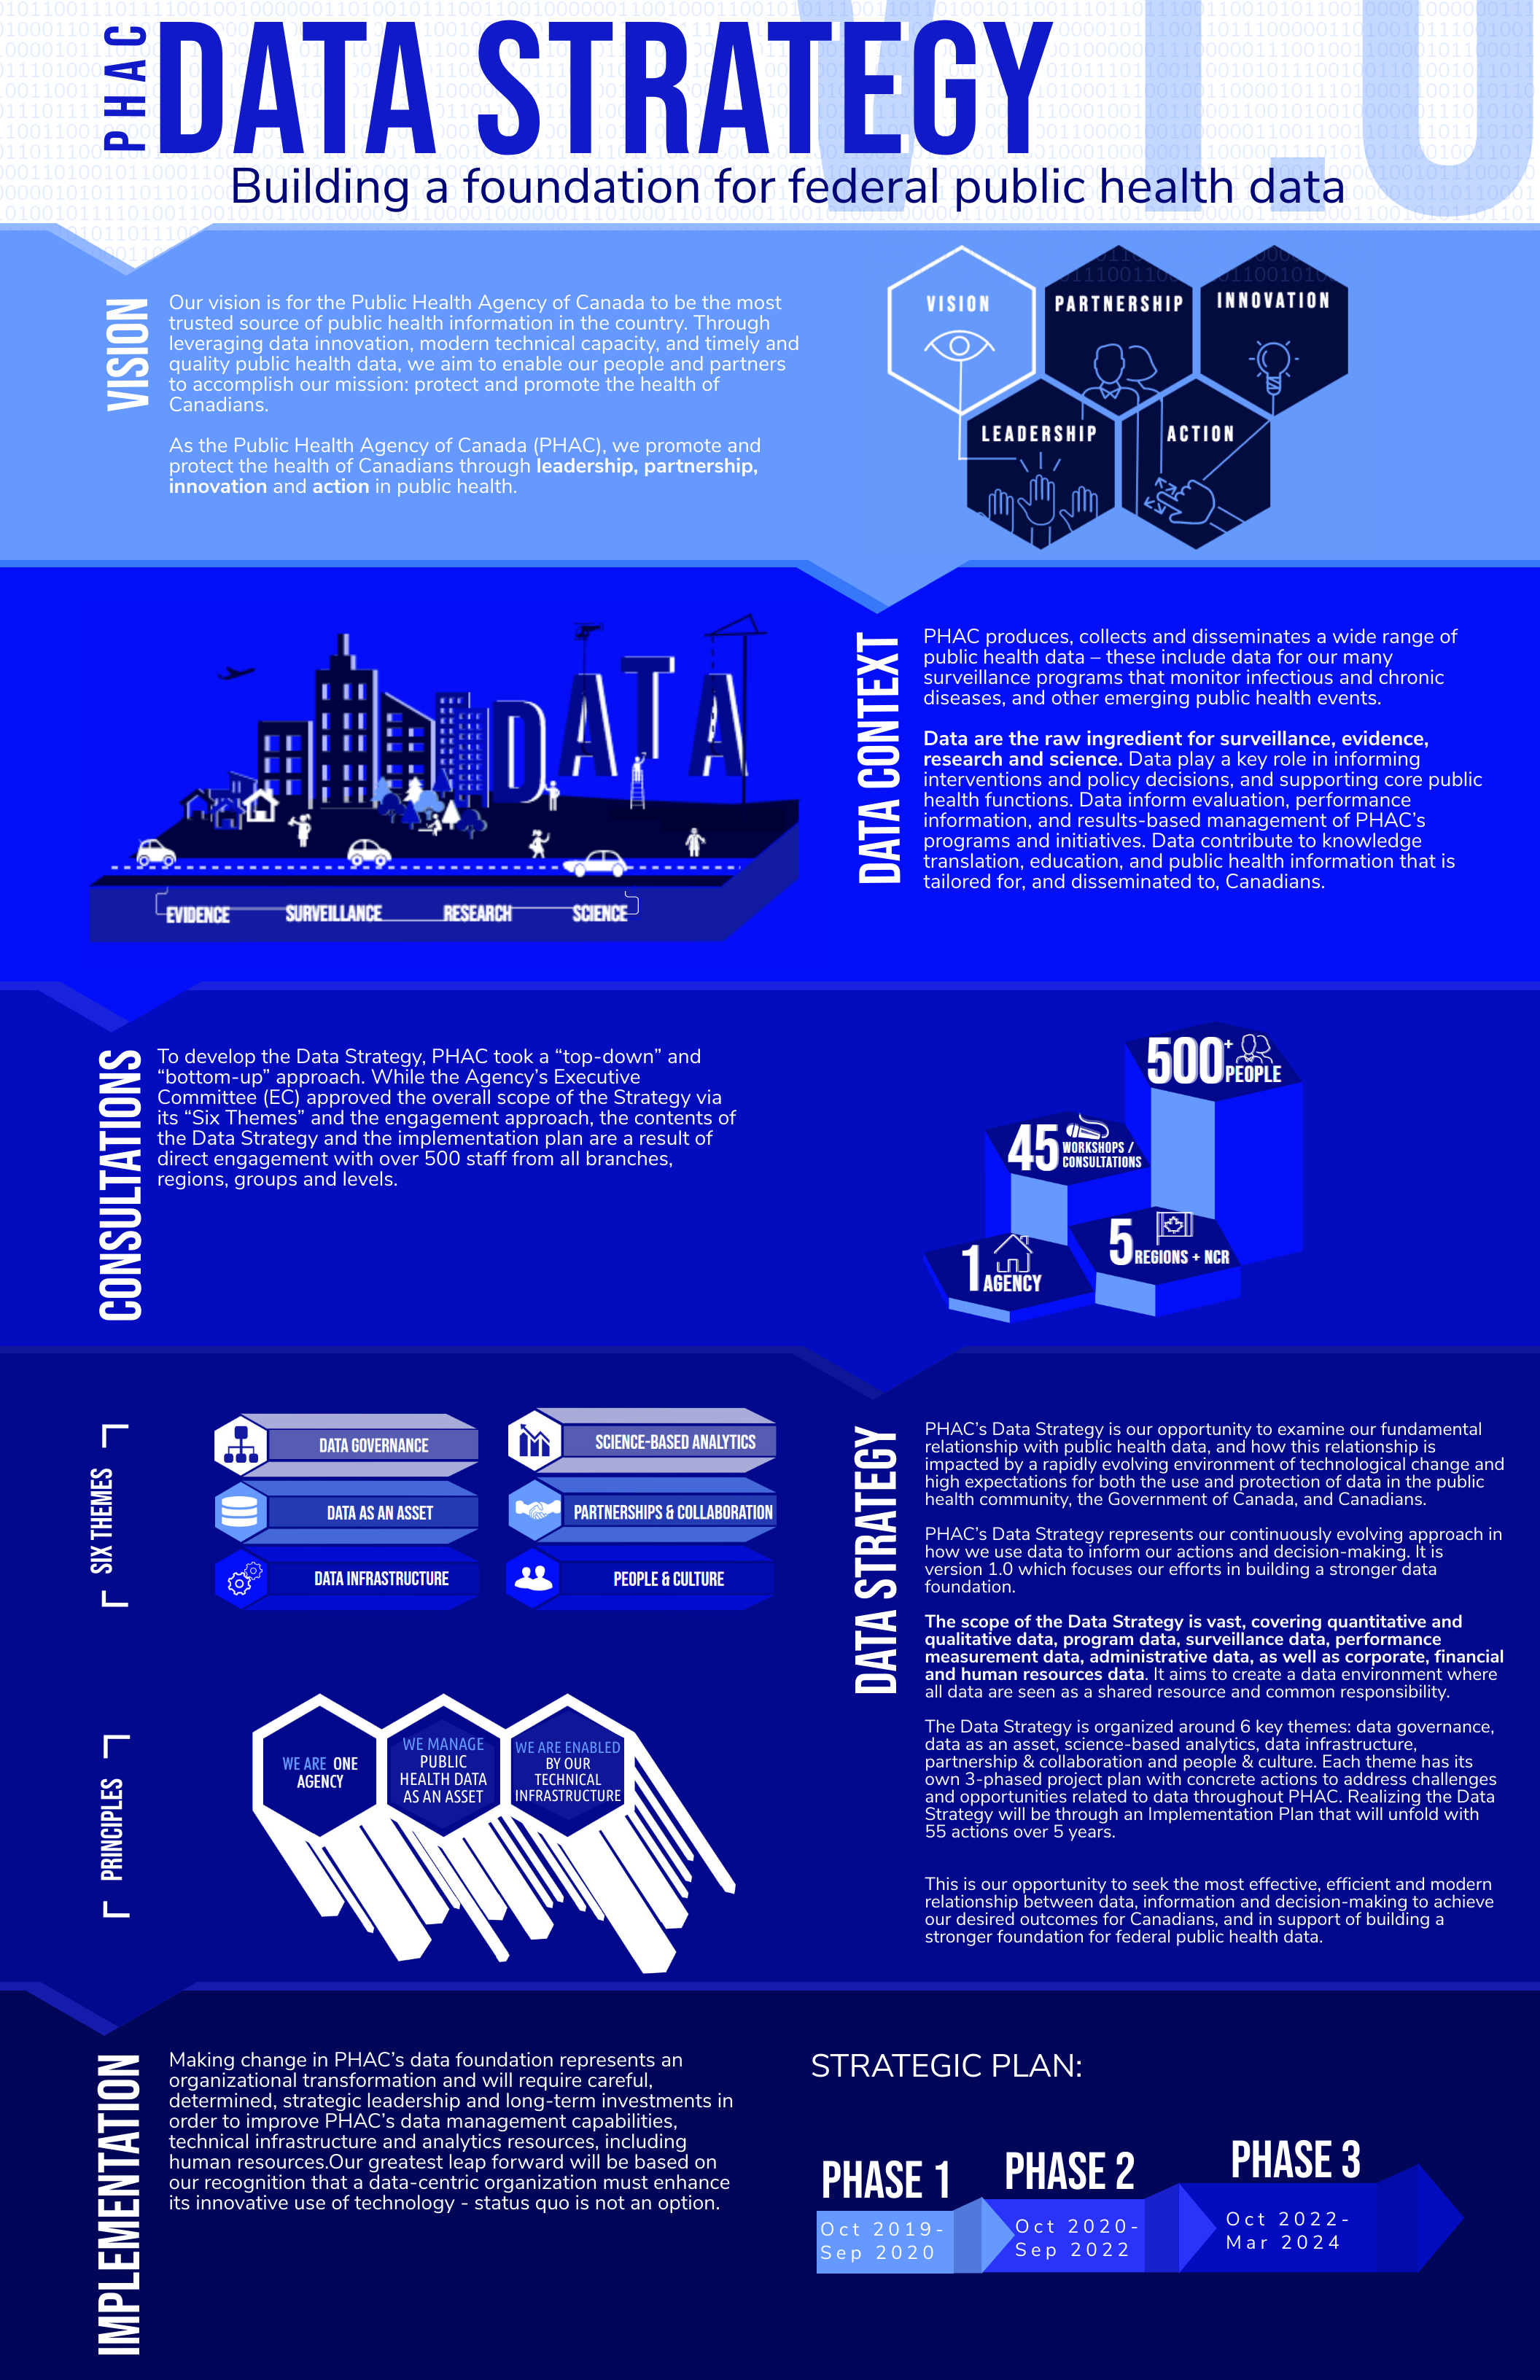 PHAC
DATA STRATEGY
V 1.0
Building a foundation for federal public health data
VISION
Our vision is for the Public Health Agency of Canada to be the most
trusted source of public health information in the country. Through
leveraging data innovation, modern technical capacity, and timely and
quality public health data, we aim to enable our people and partners
to accomplish our mission: protect and promote the health of
Canadians.
As the Public Health Agency of Canada (PHAC), we promote and
protect the health of Canadians through leadership, partnership,
innovation and action in public health.
VISION
PARTNERSHIP
INNOVATION
LEADERSHIP
ACTION
DATA
EVIDENCE
SURVEILLANCE
RESEARCH
SCIENCE
DATA CONTEXT
PHAC produces, collects and disseminates a wide range of
public health data – these include data for our many
surveillance programs that monitor infectious and chronic
diseases, and other emerging public health events.
Data are the raw ingredient for surveillance, evidence,
research and science. Data play a key role in informing
interventions and policy decisions, and supporting core public
health functions. Data inform evaluation, performance
information, and results-based management of PHAC’s
programs and initiatives. Data contribute to knowledge
translation, education, and public health information that is
tailored for, and disseminated to, Canadians.
CONSULTATIONS
To develop the Data Strategy, PHAC took a “top-down” and
“bottom-up” approach. While the Agency’s Executive
Committee (EC) approved the overall scope of the Strategy via
its “Six Themes” and the engagement approach, the contents of
the Data Strategy and the implementation plan are a result of
direct engagement with over 500 staff from all branches,
regions, groups and levels.
500+ PEOPLE
45 WORKSHOPS /
CONSULTATIONS
5 REGIONS + NCR
1 AGENCY
SIX THEMES
DATA GOVERNANCE
SCIENCE-BASED ANALYTICS
DATA AS AN ASSET
PARTNERSHIPS & COLLABORATION
DATA INFRASTRUCTURE
PEOPLE & CULTURE
PRINCIPLES
WE ARE ONE
AGENCY
WE MANAGE
PUBLIC
HEALTH DATA
AS AN ASSET
WE ARE ENABLED
BY OUR
TECHNICAL
INFRASTRUCTURE
DATA STRATEGY
PHAC’s Data Strategy is our opportunity to examine our fundamental
relationship with public health data, and how this relationship is
impacted by a rapidly evolving environment of technological change and
high expectations for both the use and protection of data in the public
health community, the Government of Canada, and Canadians.
PHAC’s Data Strategy represents our continuously evolving approach in
how we use data to inform our actions and decision-making. It is
version 1.0 which focuses our efforts in building a stronger data
foundation.
The scope of the Data Strategy is vast, covering quantitative and
qualitative data, program data, surveillance data, performance
measurement data, administrative data, as well as corporate, financial
and human resources data. It aims to create a data environment where
all data are seen as a shared resource and common responsibility.
The Data Strategy is organized around 6 key themes: data governance,
data as an asset, science-based analytics, data infrastructure,
partnership & collaboration and people & culture. Each theme has its
own 3-phased project plan with concrete actions to address challenges
and opportunities related to data throughout PHAC. Realizing the Data
Strategy will be through an Implementation Plan that will unfold with
55 actions over 5 years.
This is our opportunity to seek the most effective, efficient and modern
relationship between data, information and decision-making to achieve
our desired outcomes for Canadians, and in support of building a
stronger foundation for federal public health data.
IMPLEMENTATION
Making change in PHAC’s data foundation represents an
organizational transformation and will require careful,
determined, strategic leadership and long-term investments in
order to improve PHAC’s data management capabilities,
technical infrastructure and analytics resources, including
human resources.Our greatest leap forward will be based on
our recognition that a data-centric organization must enhance
its innovative use of technology - status quo is not an option.
STRATEGIC PLAN:
PHASE 1
Oct 2019-
Sep 2020
PHASE 2
Oct 2020-
Sep 2022
PHASE 3
Oct 2022-
Mar 2024